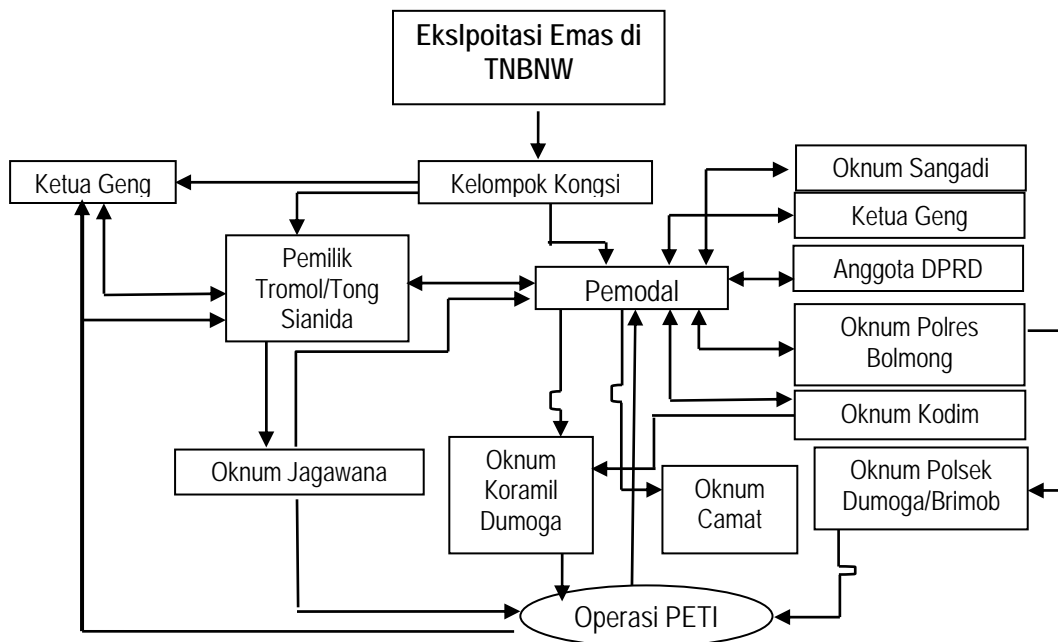 Ekslpoitasi Emas di
TNBNW
Ketua Geng
Kelompok Kongsi
Oknum Sangadi
Ketua Geng
Pemilik
Tromol/Tong
Sianida
Pemodal
Anggota DPRD
Oknum Polres
Bolmong
Oknum Kodim
Oknum Jagawana
Oknum
Koramil
Dumoga
Oknum
Camat
Oknum Polsek
Dumoga/Brimob
Operasi PETI